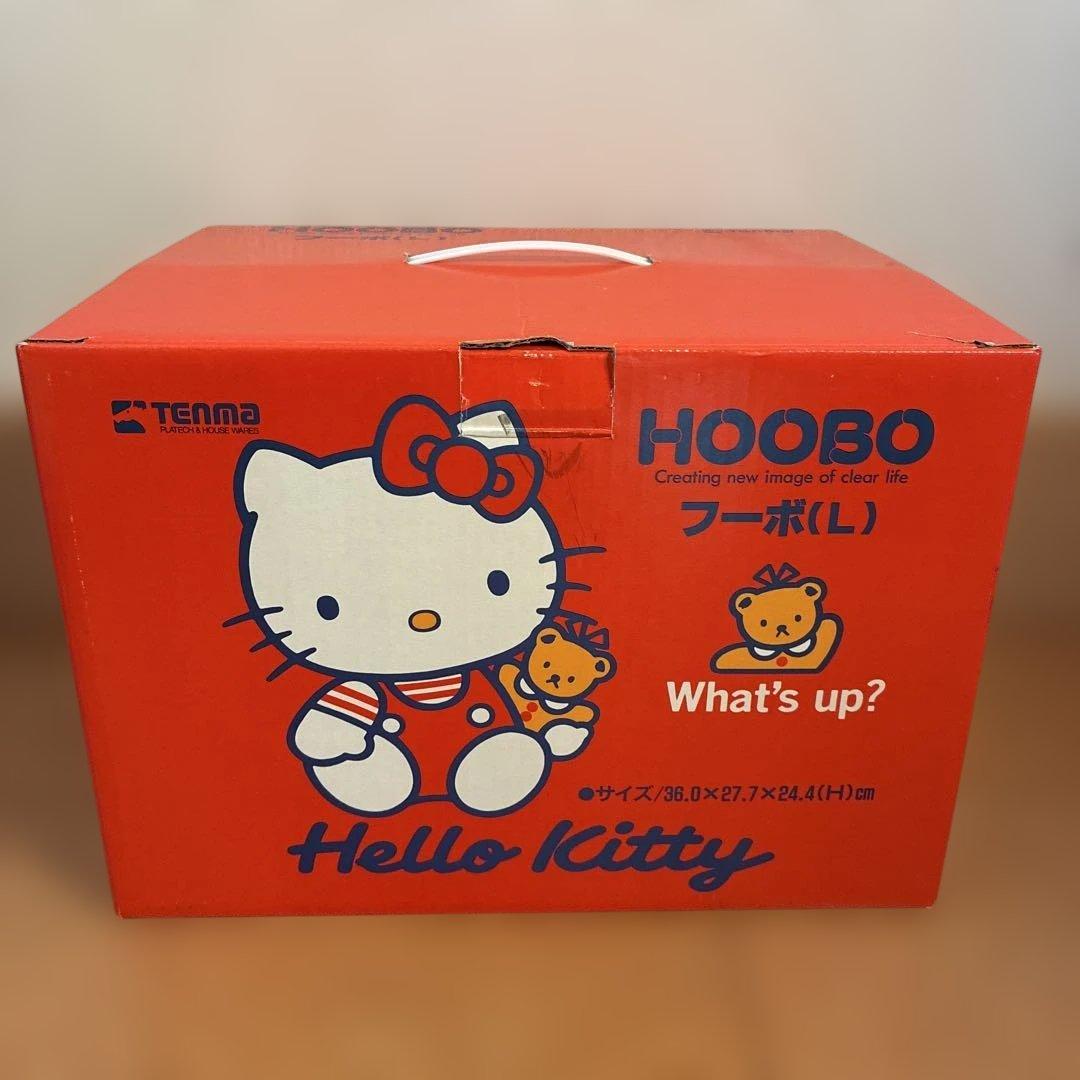 HOOBO
フーボ(L)
TENMA
PLATECH & HOUSE WARES
HOOBO
Creating new image of clear life
フーボ(L)
What's up?
●サイズ/36.0×27.7×24.4(H)cm
Hello Kitty